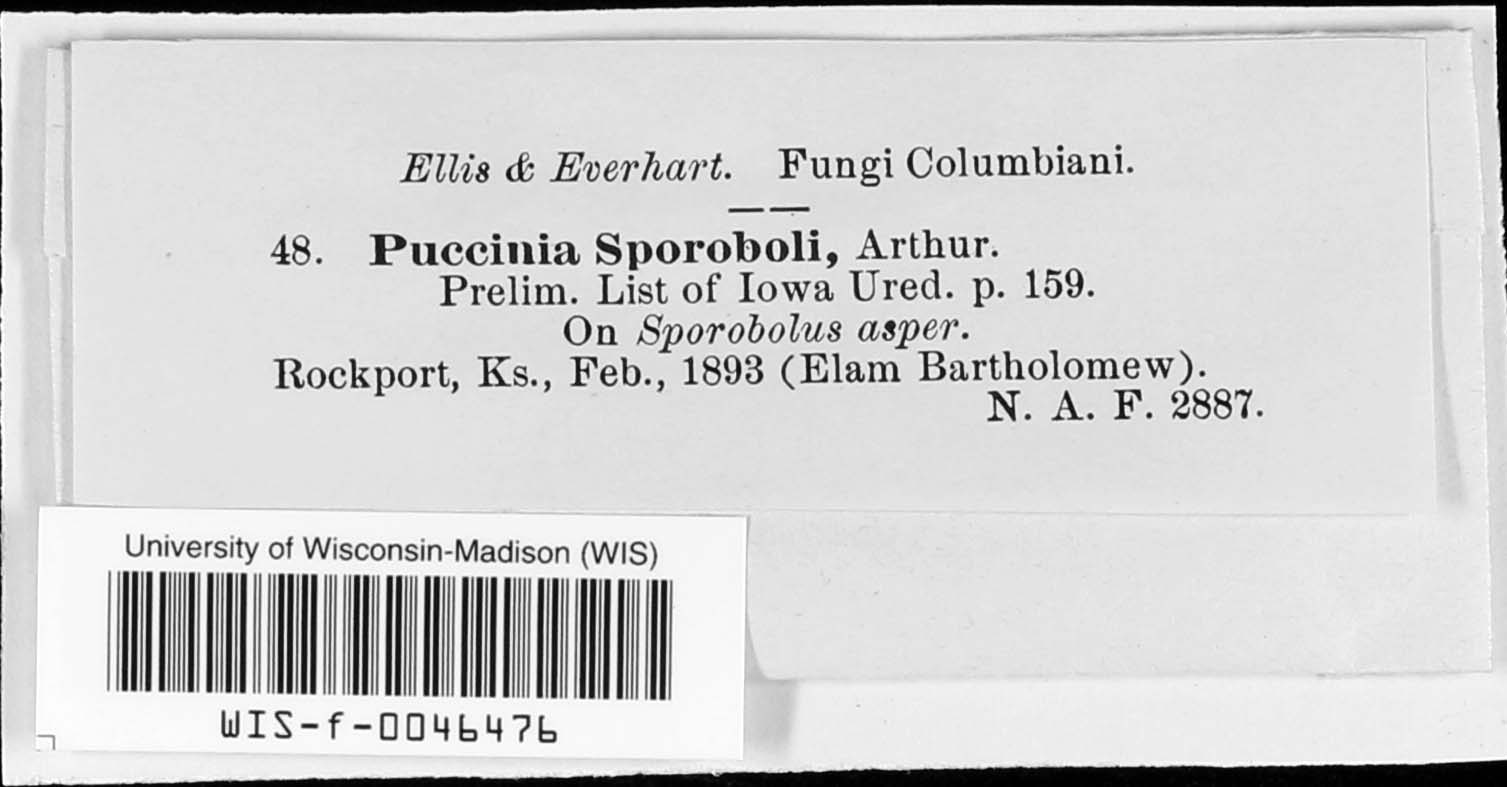 Ellis & Everhart. Fungi Columbiani.
48. Puccinia Sporoboli, Arthur.
Prelim. List of Iowa Ured. p. 159.
On Sporobolus asper.
Rockport, Ks., Feb., 1893 (Elam Bartholomew).
N. A. F. 2887.
University of Wisconsin-Madison (WIS)
WIS-f-0046476